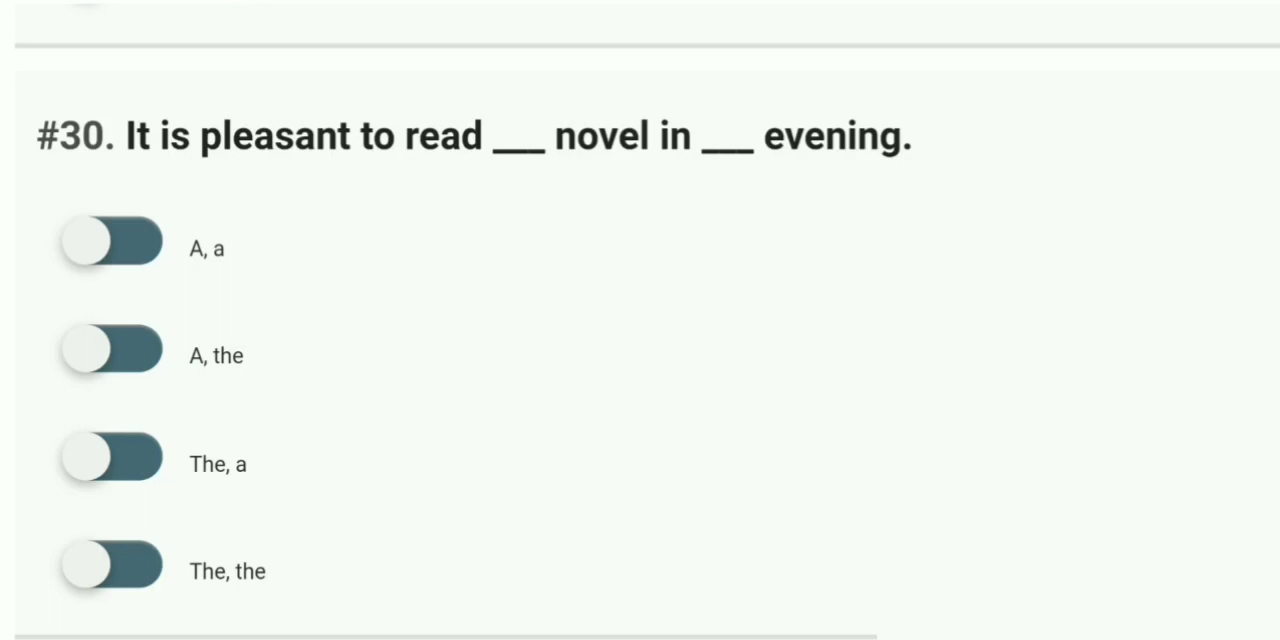 #30. It is pleasant to read ___ novel in ___ evening.
A, a
A, the
The, a
The, the